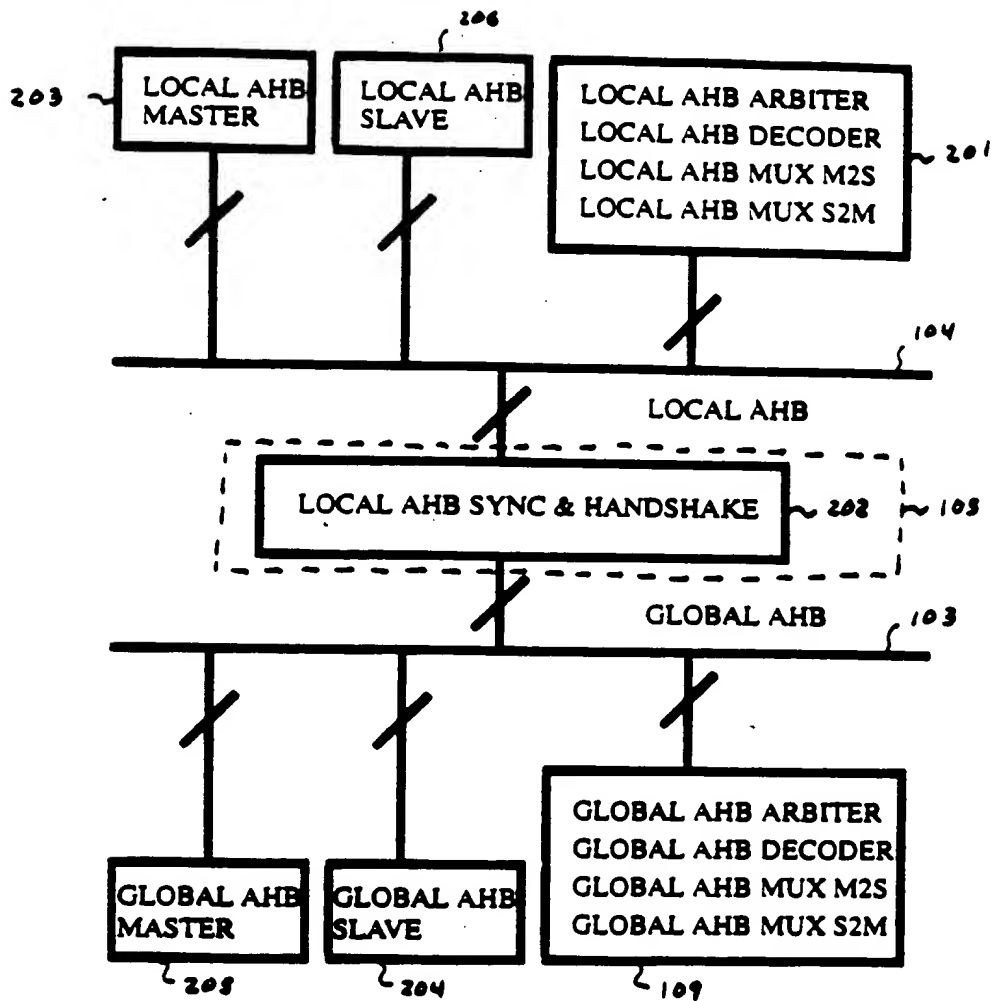 206
203
LOCAL AHB
MASTER
LOCAL AHB
SLAVE
LOCAL AHB ARBITER
LOCAL AHB DECODER
LOCAL AHB MUX M2S
LOCAL AHB MUX S2M
201
104
LOCAL AHB
LOCAL AHB SYNC & HANDSHAKE
202
105
GLOBAL AHB
103
GLOBAL AHB
MASTER
GLOBAL AHB
SLAVE
GLOBAL AHB ARBITER
GLOBAL AHB DECODER
GLOBAL AHB MUX M2S
GLOBAL AHB MUX S2M
205
204
109